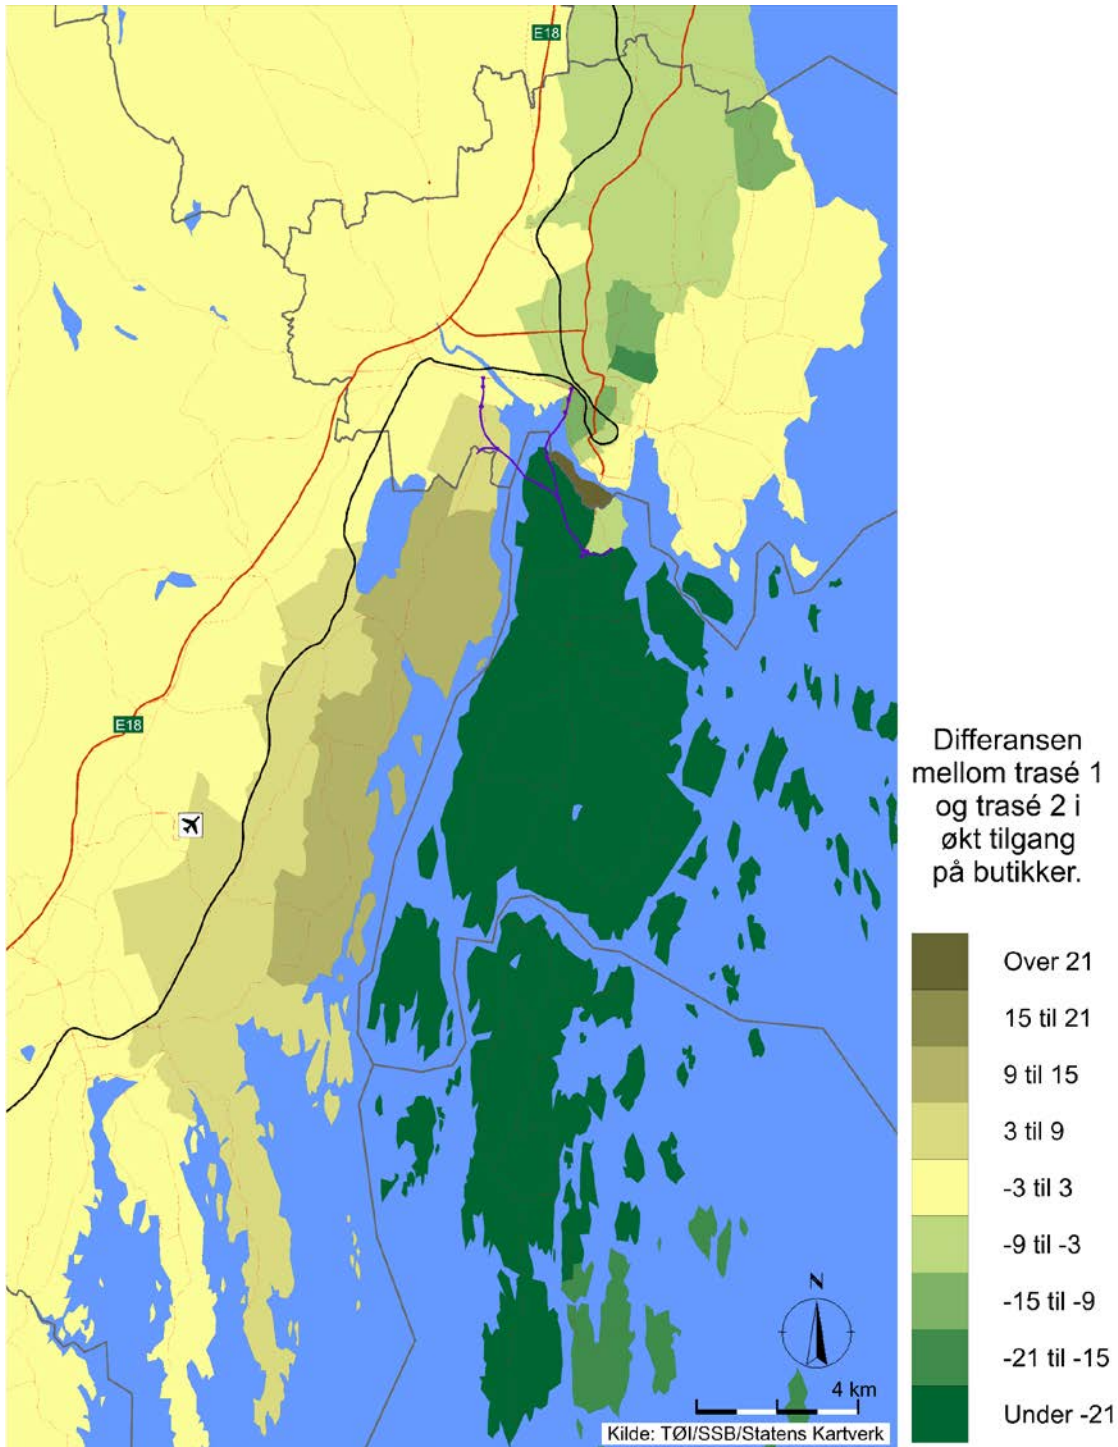 E18
E18
Differansen
mellom trasé 1
og trasé 2 i
økt tilgang
på butikker.
Over 21
15 til 21
9 til 15
3 til 9
-3 til 3
-9 til -3
-15 til -9
-21 til -15
Under -21
N
4 km
Kilde: TØI/SSB/Statens Kartverk